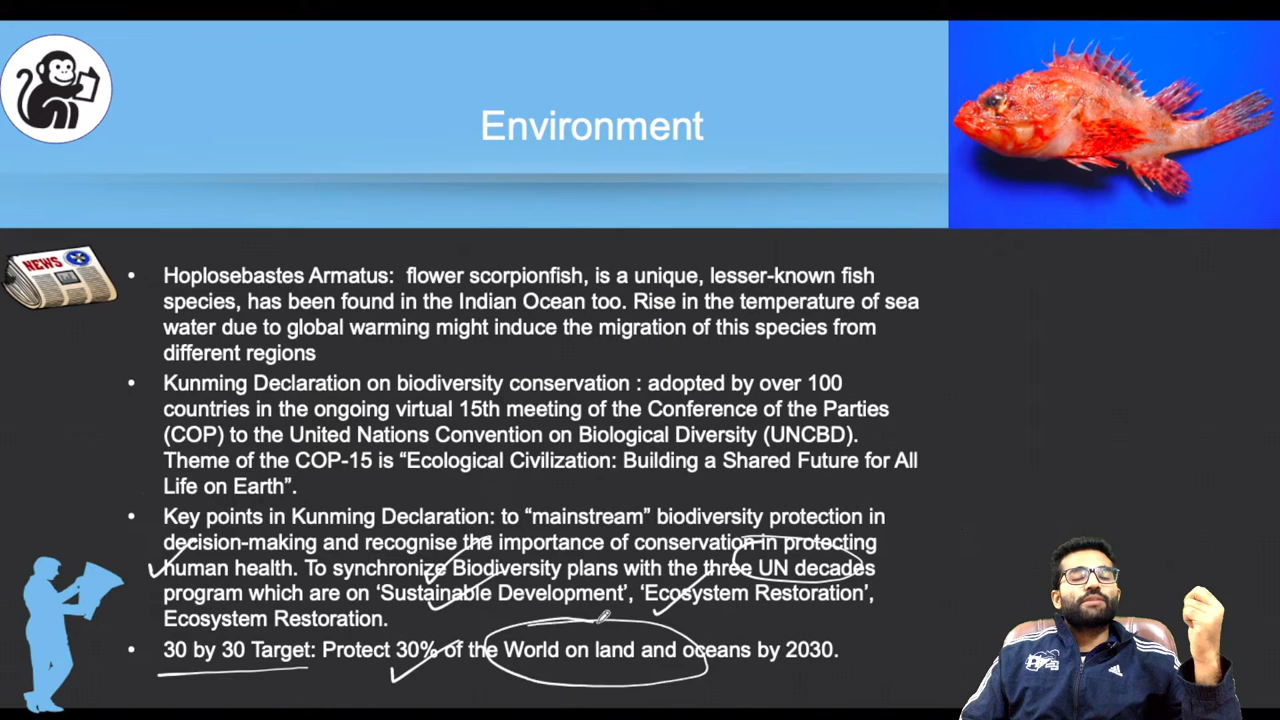 Environment
NEWS
• Hoplosebastes Armatus: flower scorpionfish, is a unique, lesser-known fish
species, has been found in the Indian Ocean too. Rise in the temperature of sea
water due to global warming might induce the migration of this species from
different regions
• Kunming Declaration on biodiversity conservation : adopted by over 100
countries in the ongoing virtual 15th meeting of the Conference of the Parties
(COP) to the United Nations Convention on Biological Diversity (UNCBD).
Theme of the COP-15 is “Ecological Civilization: Building a Shared Future for All
Life on Earth”.
• Key points in Kunming Declaration: to “mainstream” biodiversity protection in
decision-making and recognise the importance of conservation in protecting
human health. To synchronize Biodiversity plans with the three UN decades
program which are on ‘Sustainable Development’, ‘Ecosystem Restoration’,
Ecosystem Restoration.
• 30 by 30 Target: Protect 30% of the World on land and oceans by 2030.